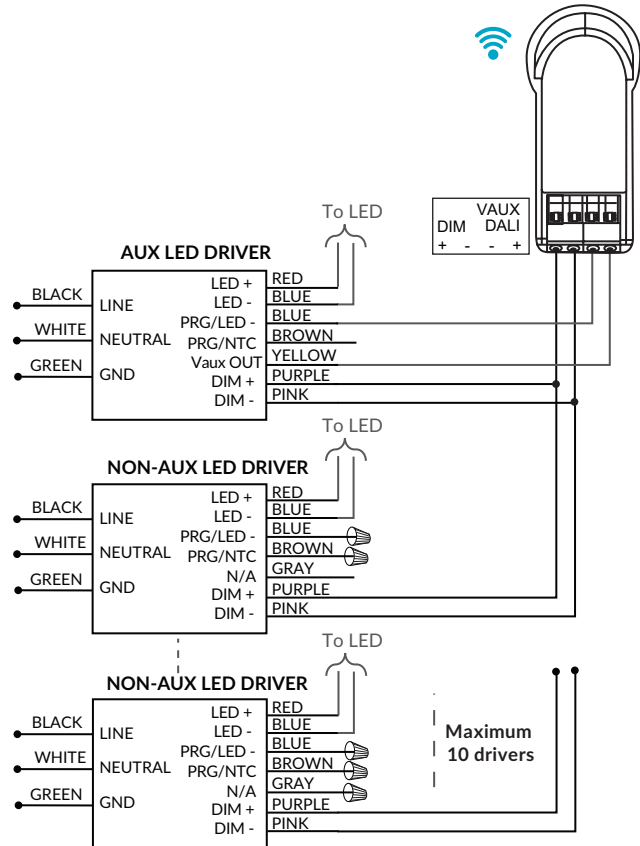 VAUX
DIM DALI
+ - - +
To LED
AUX LED DRIVER
BLACK LINE
WHITE NEUTRAL
GREEN GND
LED + RED
LED - BLUE
PRG/LED - BLUE
PRG/NTC BROWN
Vaux OUT YELLOW
DIM + PURPLE
DIM - PINK
To LED
NON-AUX LED DRIVER
BLACK LINE
WHITE NEUTRAL
GREEN GND
LED + RED
LED - BLUE
PRG/LED - BLUE
PRG/NTC BROWN
N/A GRAY
DIM + PURPLE
DIM - PINK
To LED
NON-AUX LED DRIVER
BLACK LINE
WHITE NEUTRAL
GREEN GND
LED + RED
LED - BLUE
PRG/LED - BLUE
PRG/NTC BROWN
N/A GRAY
DIM + PURPLE
DIM - PINK
Maximum
10 drivers